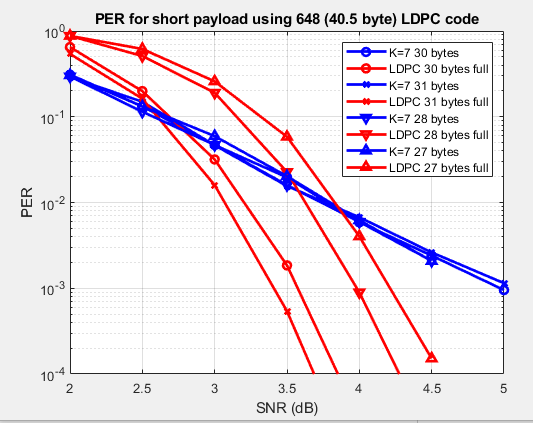 PER for short payload using 648 (40.5 byte) LDPC code
10^0
10^-1
10^-2
10^-3
10^-4
PER
K=7 30 bytes
LDPC 30 bytes full
K=7 31 bytes
LDPC 31 bytes full
K=7 28 bytes
LDPC 28 bytes full
K=7 27 bytes
LDPC 27 bytes full
2 2.5 3 3.5 4 4.5 5
SNR (dB)